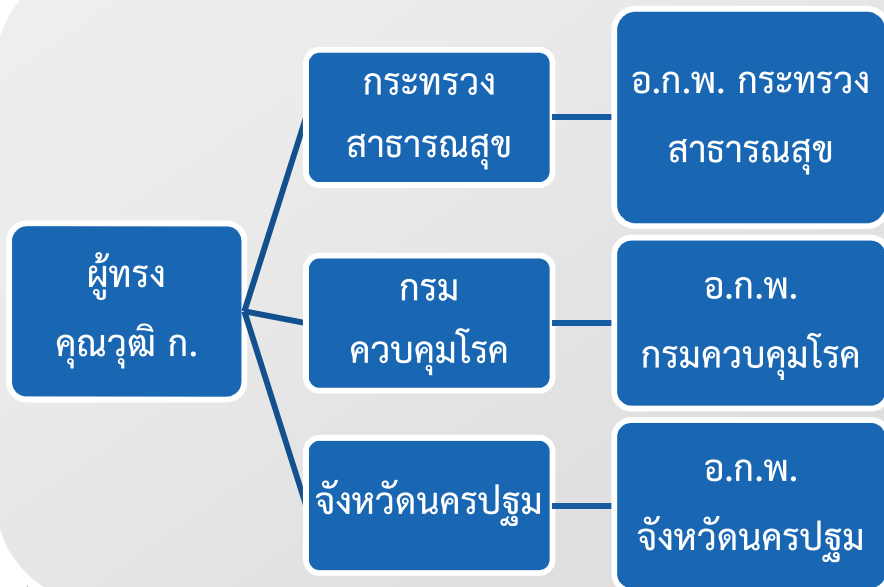 ผู้ทรง
คุณวุฒิ ก.
กระทรวง
สาธารณสุข
อ.ก.พ. กระทรวง
สาธารณสุข
กรม
ควบคุมโรค
อ.ก.พ.
กรมควบคุมโรค
จังหวัดนครปฐม
อ.ก.พ.
จังหวัดนครปฐม